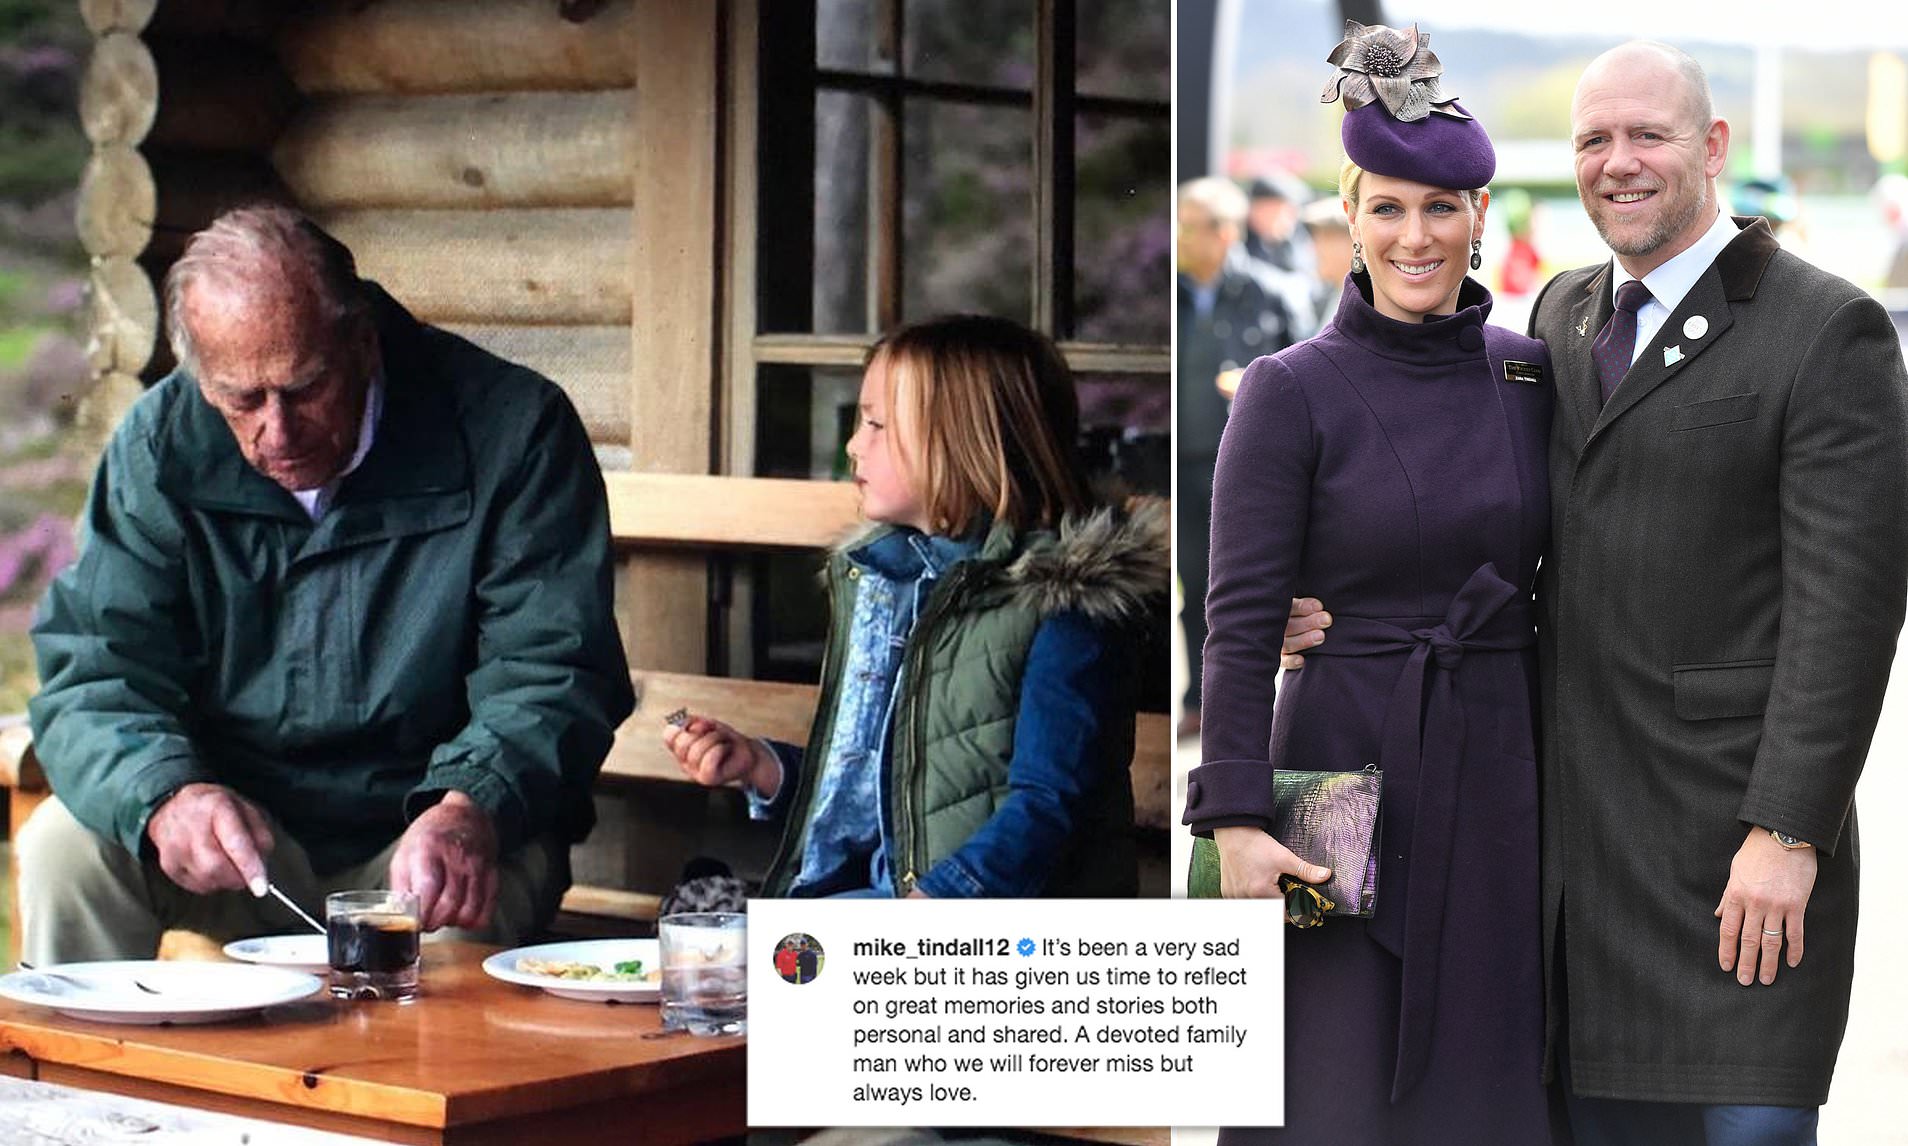 mike_tindall12 It's been a very sad
week but it has given us time to reflect
on great memories and stories both
personal and shared. A devoted family
man who we will forever miss but
always love.